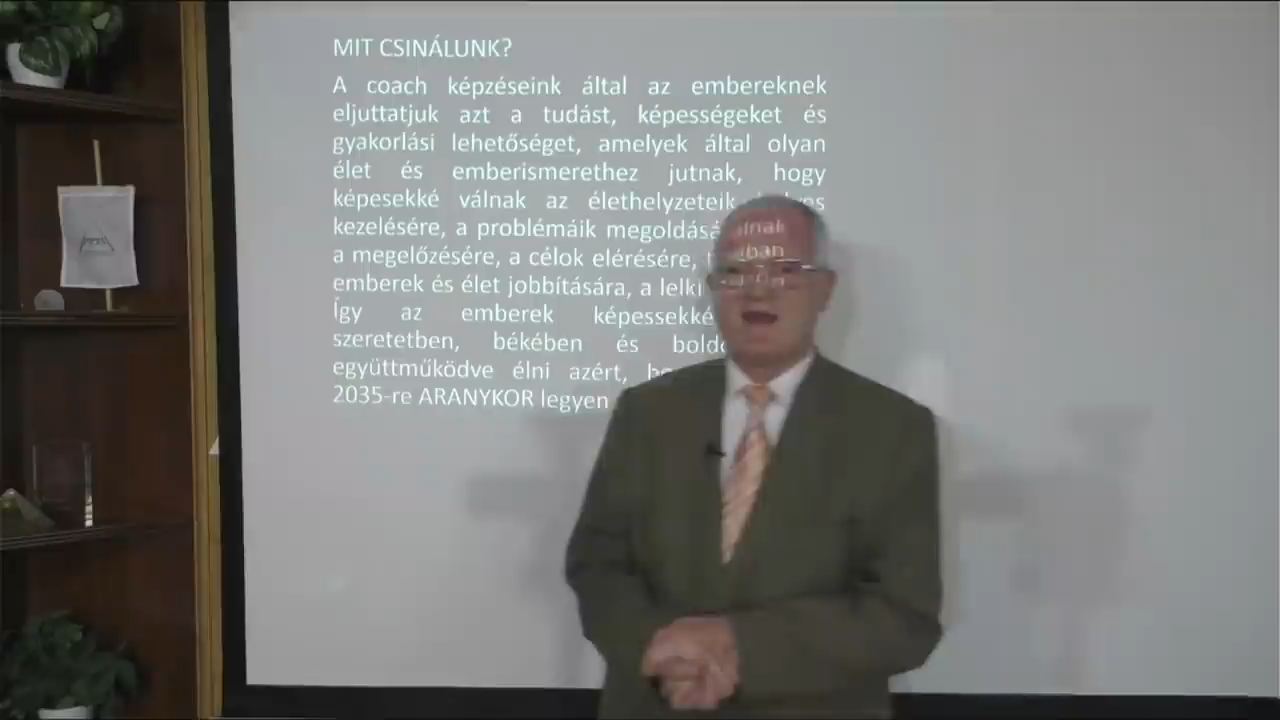 MIT CSINÁLUNK?
A coach képzéseink által az embereknek
eljuttatjuk azt a tudást, képességeket és
gyakorlási lehetőséget, amelyek által olyan
élet és emberismerethez jutnak, hogy
képesekké válnak az élethelyzeteik
kezelésére, a problémáik megoldásá
a megelőzésére, a célok elérésére,
emberek és élet jobbítására, a lelki
Így az emberek képessekké
szeretetben, békében és
együttműködve élni azért,
2035-re ARANYKOR legyen